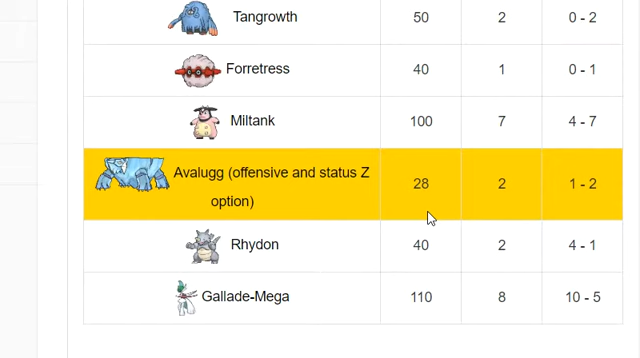 Tangrowth 50 2 0 - 2
Forretress 40 1 0 - 1
Miltank 100 7 4 - 7
Avalugg (offensive and status Z
option) 28 2 1 - 2
Rhydon 40 2 4 - 1
Gallade-Mega 110 8 10 - 5